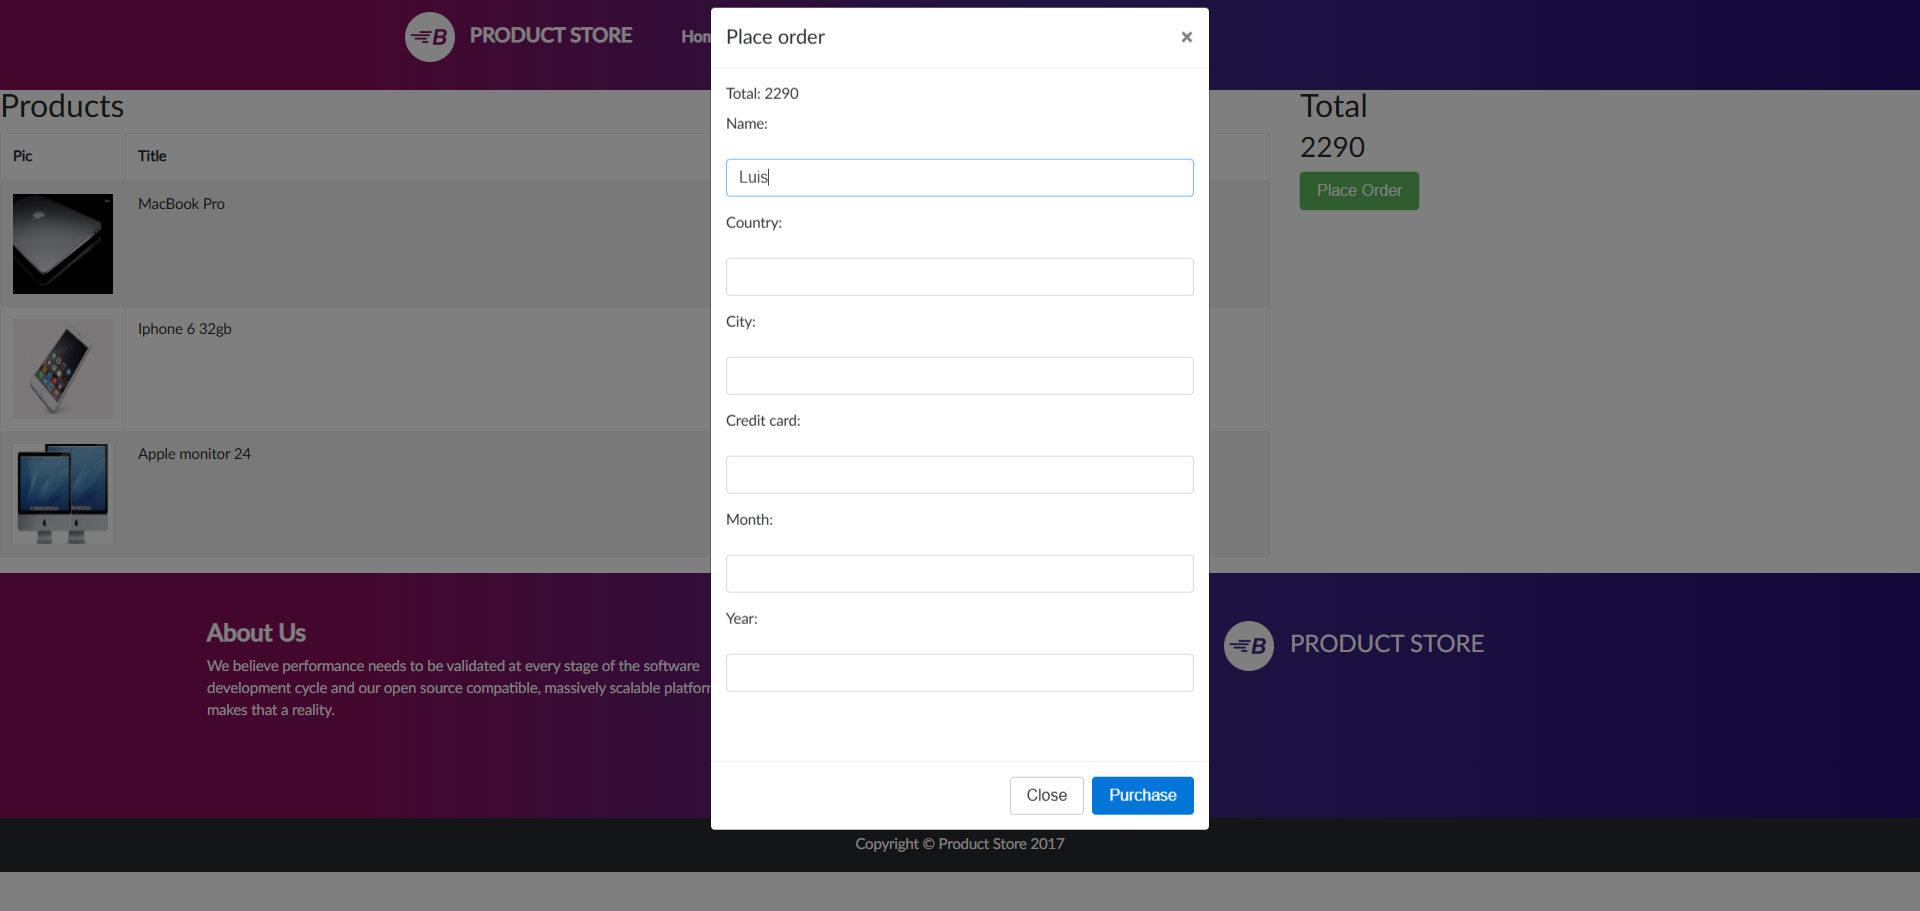 B PRODUCT STORE
Place order
×
Products
Pic
Title
MacBook Pro
Iphone 6 32gb
Apple monitor 24
Total: 2290
Name:
Luis
Country:
City:
Credit card:
Month:
Year:
Close
Purchase
Total
2290
Place Order
About Us
We believe performance needs to be validated at every stage of the software
development cycle and our open source compatible, massively scalable
makes that a reality.
B PRODUCT STORE
Copyright © Product Store 2017